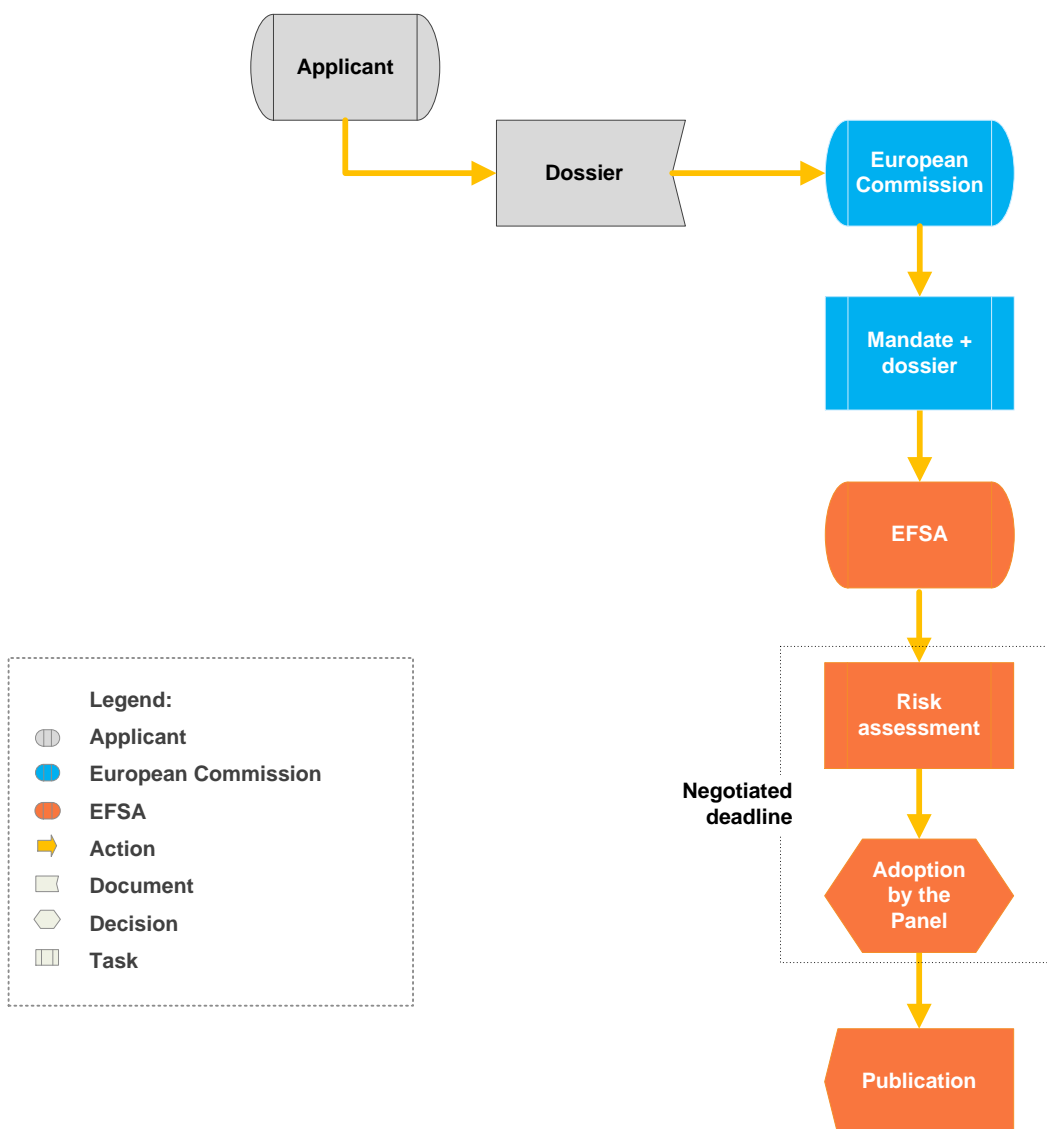 Applicant
Dossier
European
Commission
Mandate +
dossier
EFSA
Risk
assessment
Negotiated
deadline
Adoption
by the
Panel
Publication
Legend:
Applicant
European Commission
EFSA
Action
Document
Decision
Task